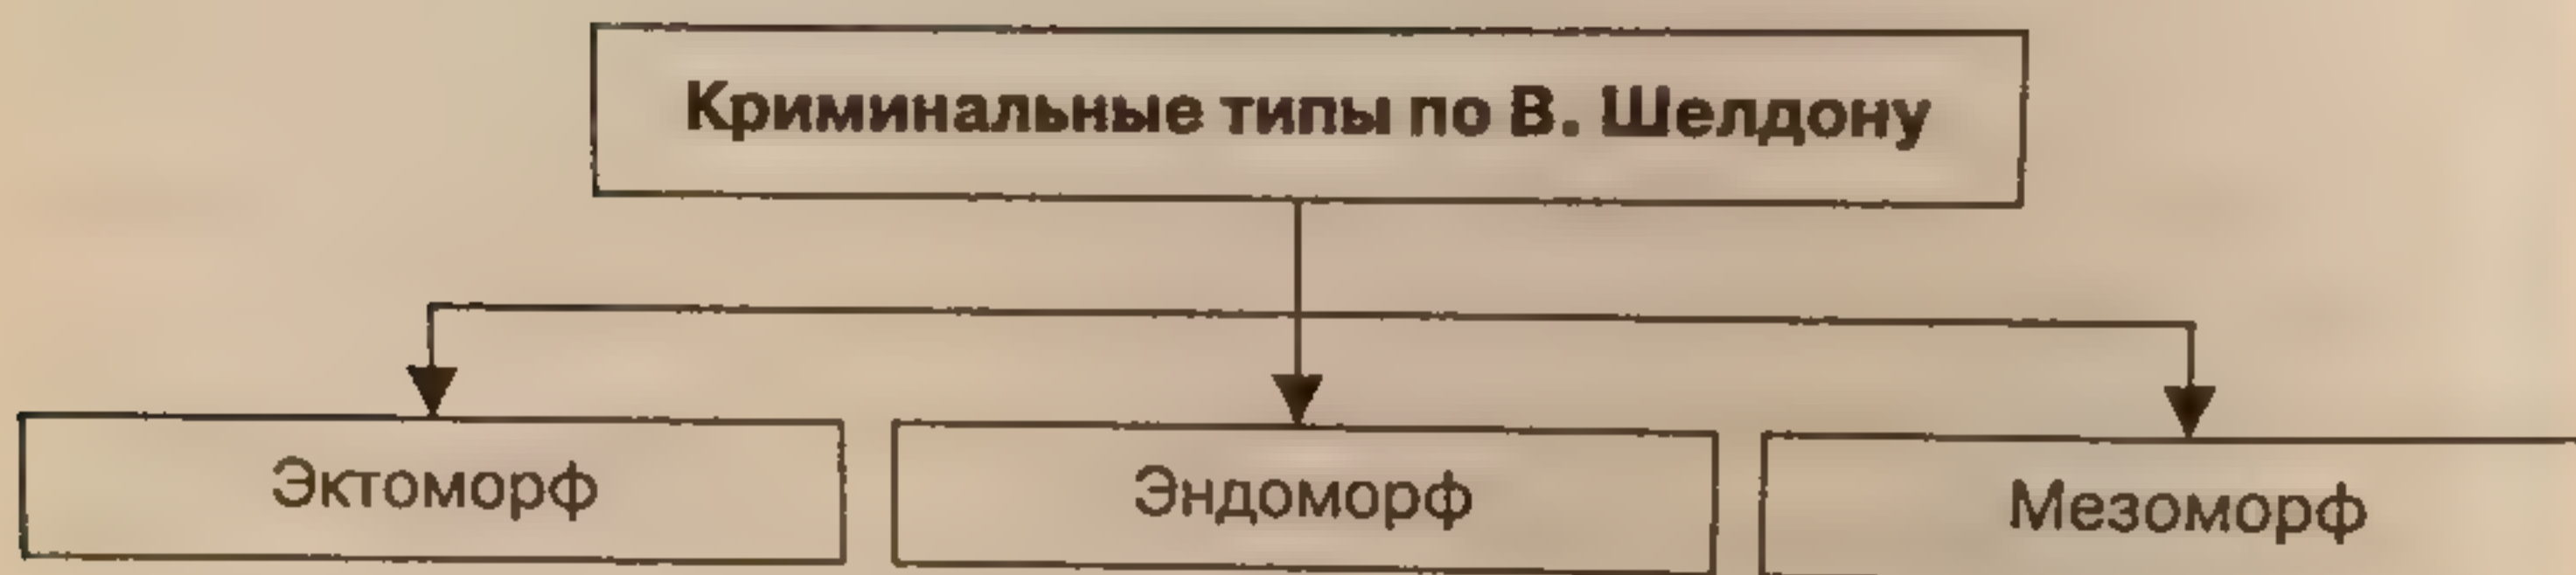 Криминальные типы по В. Шелдону
Эктоморф
Эндоморф
Мезоморф